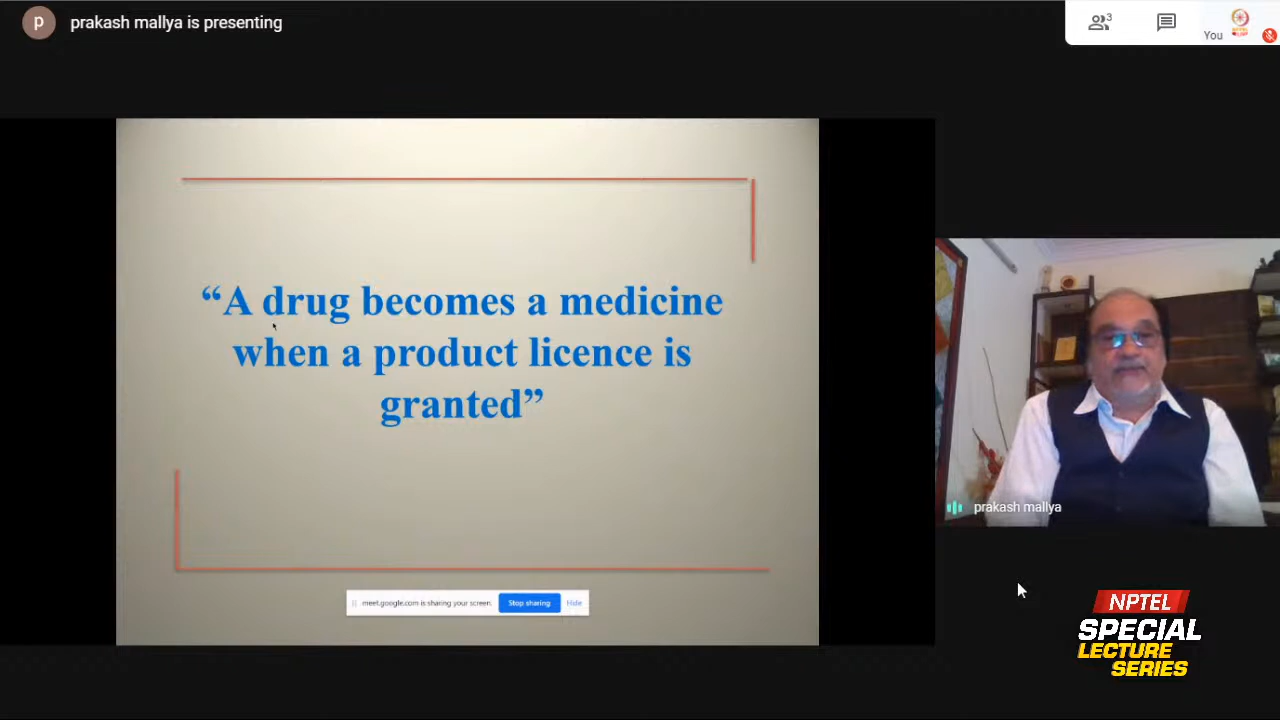 p
prakash mallya is presenting
3
You
“A drug becomes a medicine
when a product licence is
granted”
meet.google.com is sharing your screen.
Stop sharing
Hide
prakash mallya
NPTEL
SPECIAL
LECTURE
SERIES